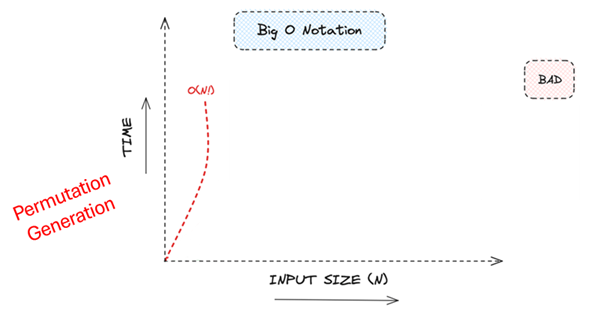 Big O Notation
BAD
O(N!)
TIME
Permutation
Generation
INPUT SIZE (N)